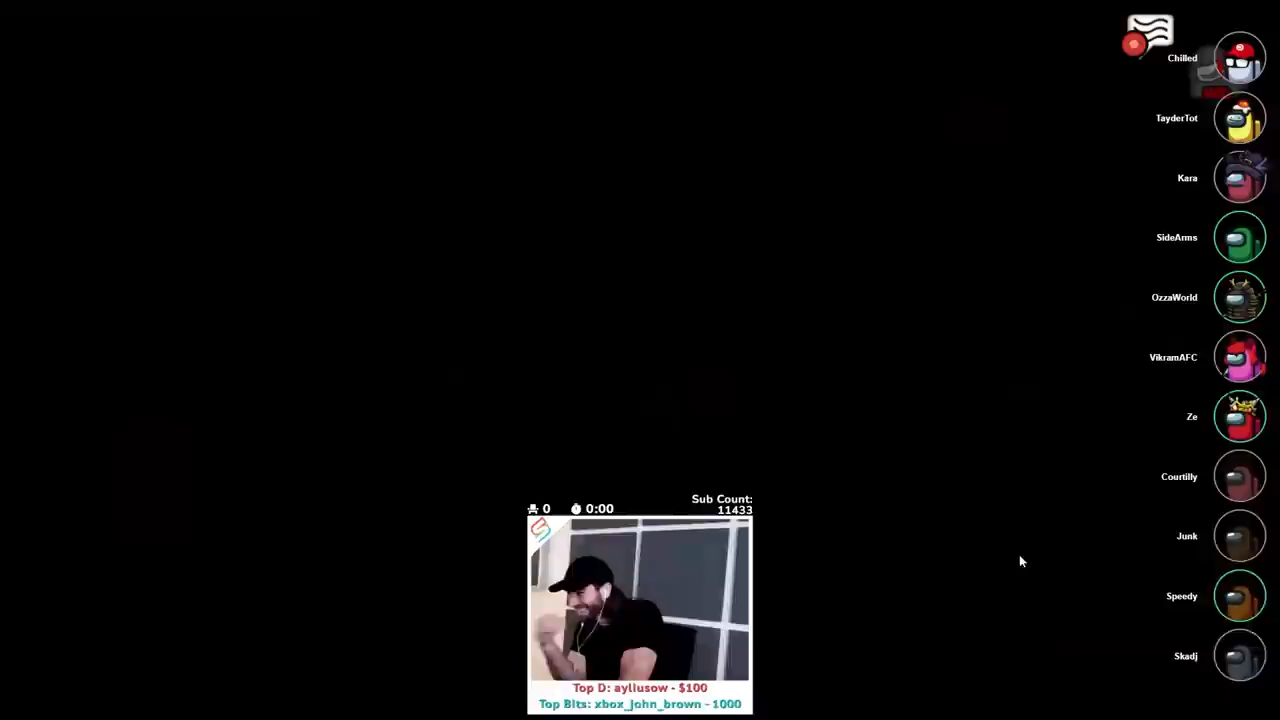 Chilled
TayderTot
Kara
SideArms
OzzaWorld
VikramAFC
Ze
Courtilly
Junk
Speedy
Skadj
0
0:00
Sub Count:
11433
Top D: ayliusow - $100
Top Bits: xbox_john_brown - 1000